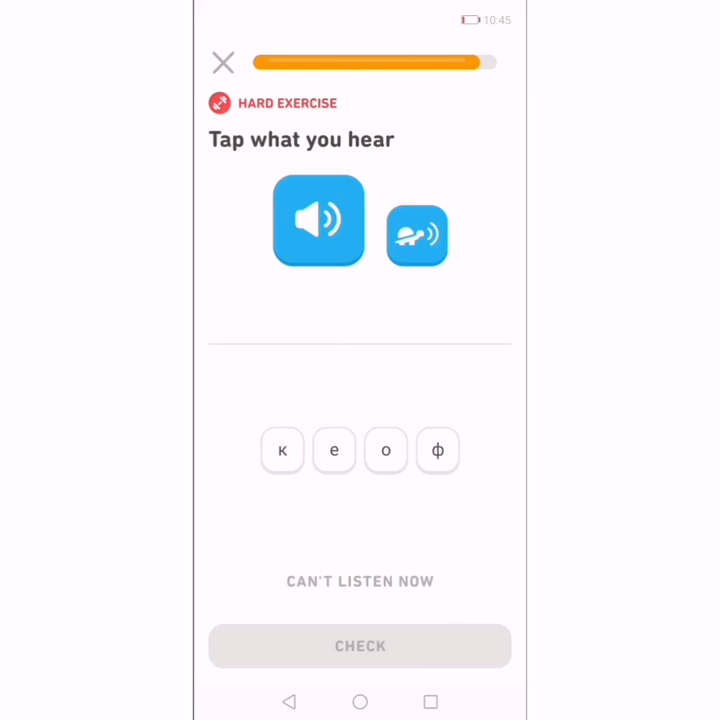 10:45
HARD EXERCISE
Tap what you hear
к е о ф
CAN'T LISTEN NOW
CHECK